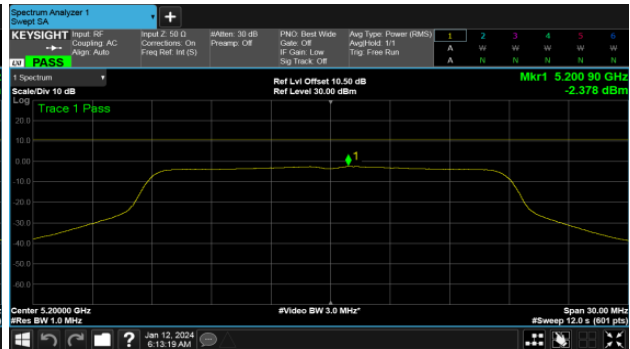 Spectrum Analyzer 1
Swept SA
+
KEYSIGHT Input: RF Input Z: 50 Ω #Atten: 30 dB PNO: Best Wide Avg Type: Power (RMS) 1 2 3 4 5 6
Coupling: AC Corrections: On Preamp: Off Gate: Off Avg|Hold: 1/1 A W W W W W
Align: Auto Freq Ref: Int (S) IF Gain: Low Trig: Free Run
Sig Track: Off A N N N N N
LXI PASS
1 Spectrum Ref Lvl Offset 10.50 dB Mkr1 5.200 90 GHz
Scale/Div 10 dB Ref Level 30.00 dBm -2.378 dBm
Log
Trace 1 Pass
20.0
10.0
0.00
1
-10.0
-20.0
-30.0
-40.0
-50.0
-60.0
Center 5.20000 GHz #Video BW 3.0 MHz* Span 30.00 MHz
#Res BW 1.0 MHz #Sweep 12.0 s (601 pts)
? Jan 12, 2024
6:13:19 AM